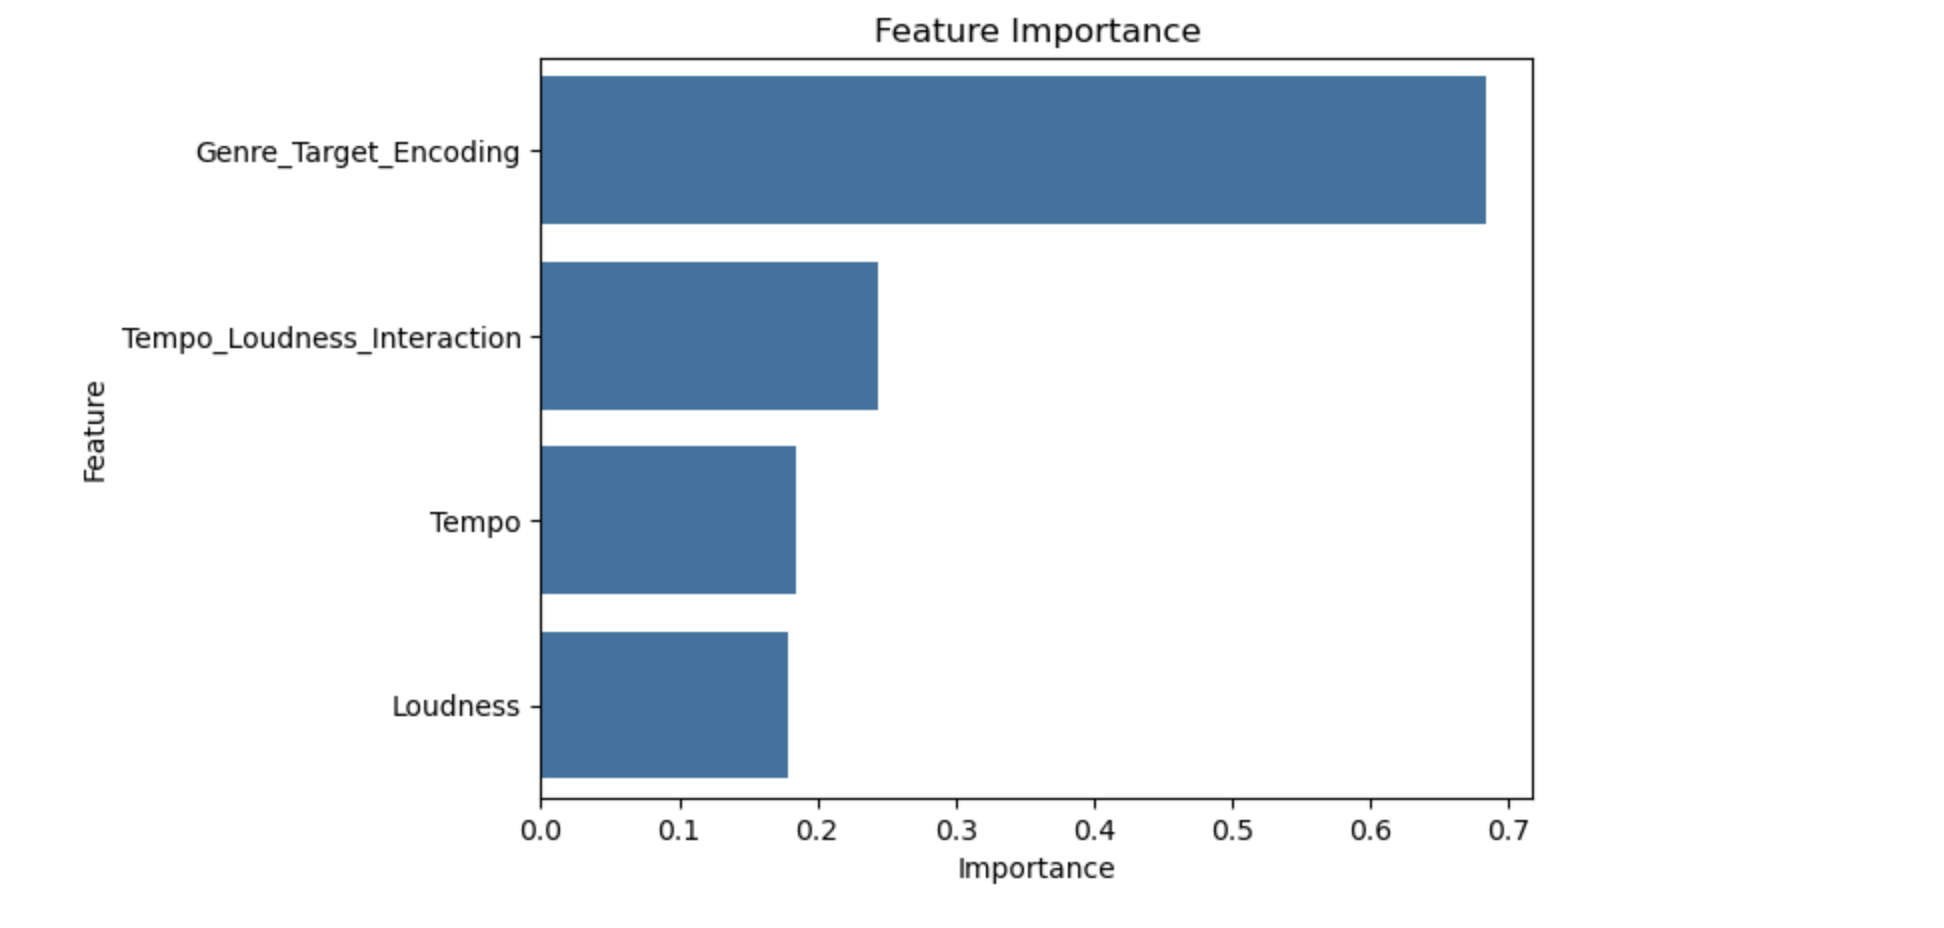 Feature Importance
Genre_Target_Encoding
Tempo_Loudness_Interaction
Tempo
Loudness
Feature
0.0 0.1 0.2 0.3 0.4 0.5 0.6 0.7
Importance